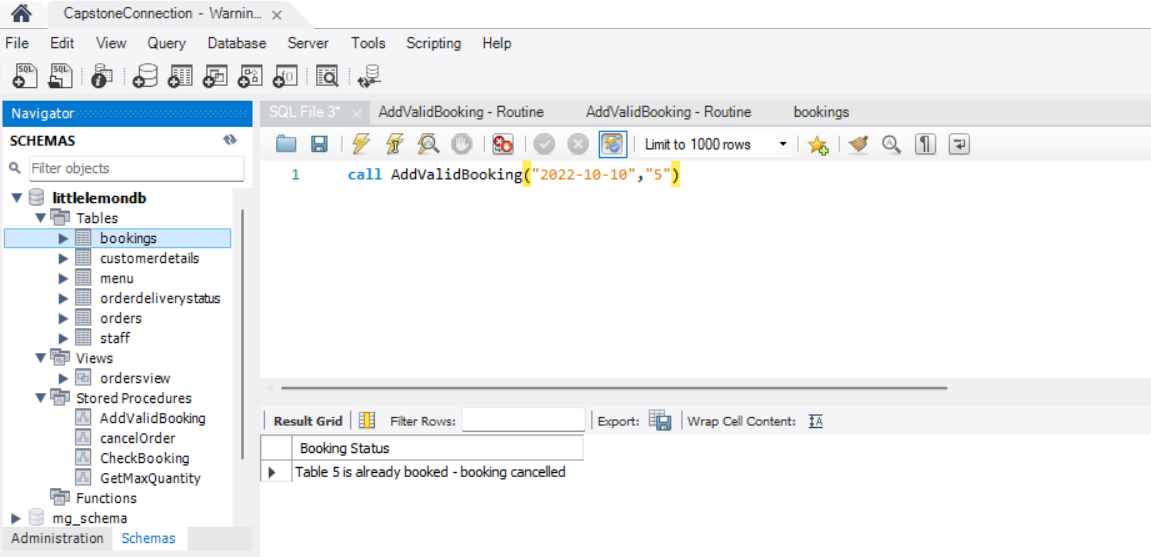 CapstoneConnection - Warnin...
File Edit View Query Database Server Tools Scripting Help
SQL SQL
Navigator
SCHEMAS
Filter objects
littlelemondb
Tables
bookings
customerdetails
menu
orderdeliverystatus
orders
staff
Views
ordersview
Stored Procedures
AddValidBooking
cancelOrder
CheckBooking
GetMaxQuantity
Functions
mg_schema
Administration Schemas
SQL File 3* AddValidBooking - Routine AddValidBooking - Routine bookings
Limit to 1000 rows
1 call AddValidBooking("2022-10-10","5")
Result Grid Filter Rows: Export: Wrap Cell Content: IA
Booking Status
Table 5 is already booked - booking cancelled